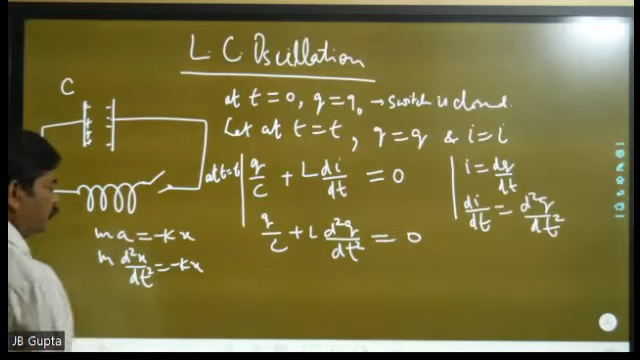 L.C. Oscillation
C
at t=0, q=q₀ → switch is closed.
Let at t=t, q=q & i=i
at t=t
q/C + L di/dt = 0
i = dq/dt
di/dt = d²q/dt²
q/C + L d²q/dt² = 0
ma = -Kx
m d²x/dt² = -Kx
JB Gupta